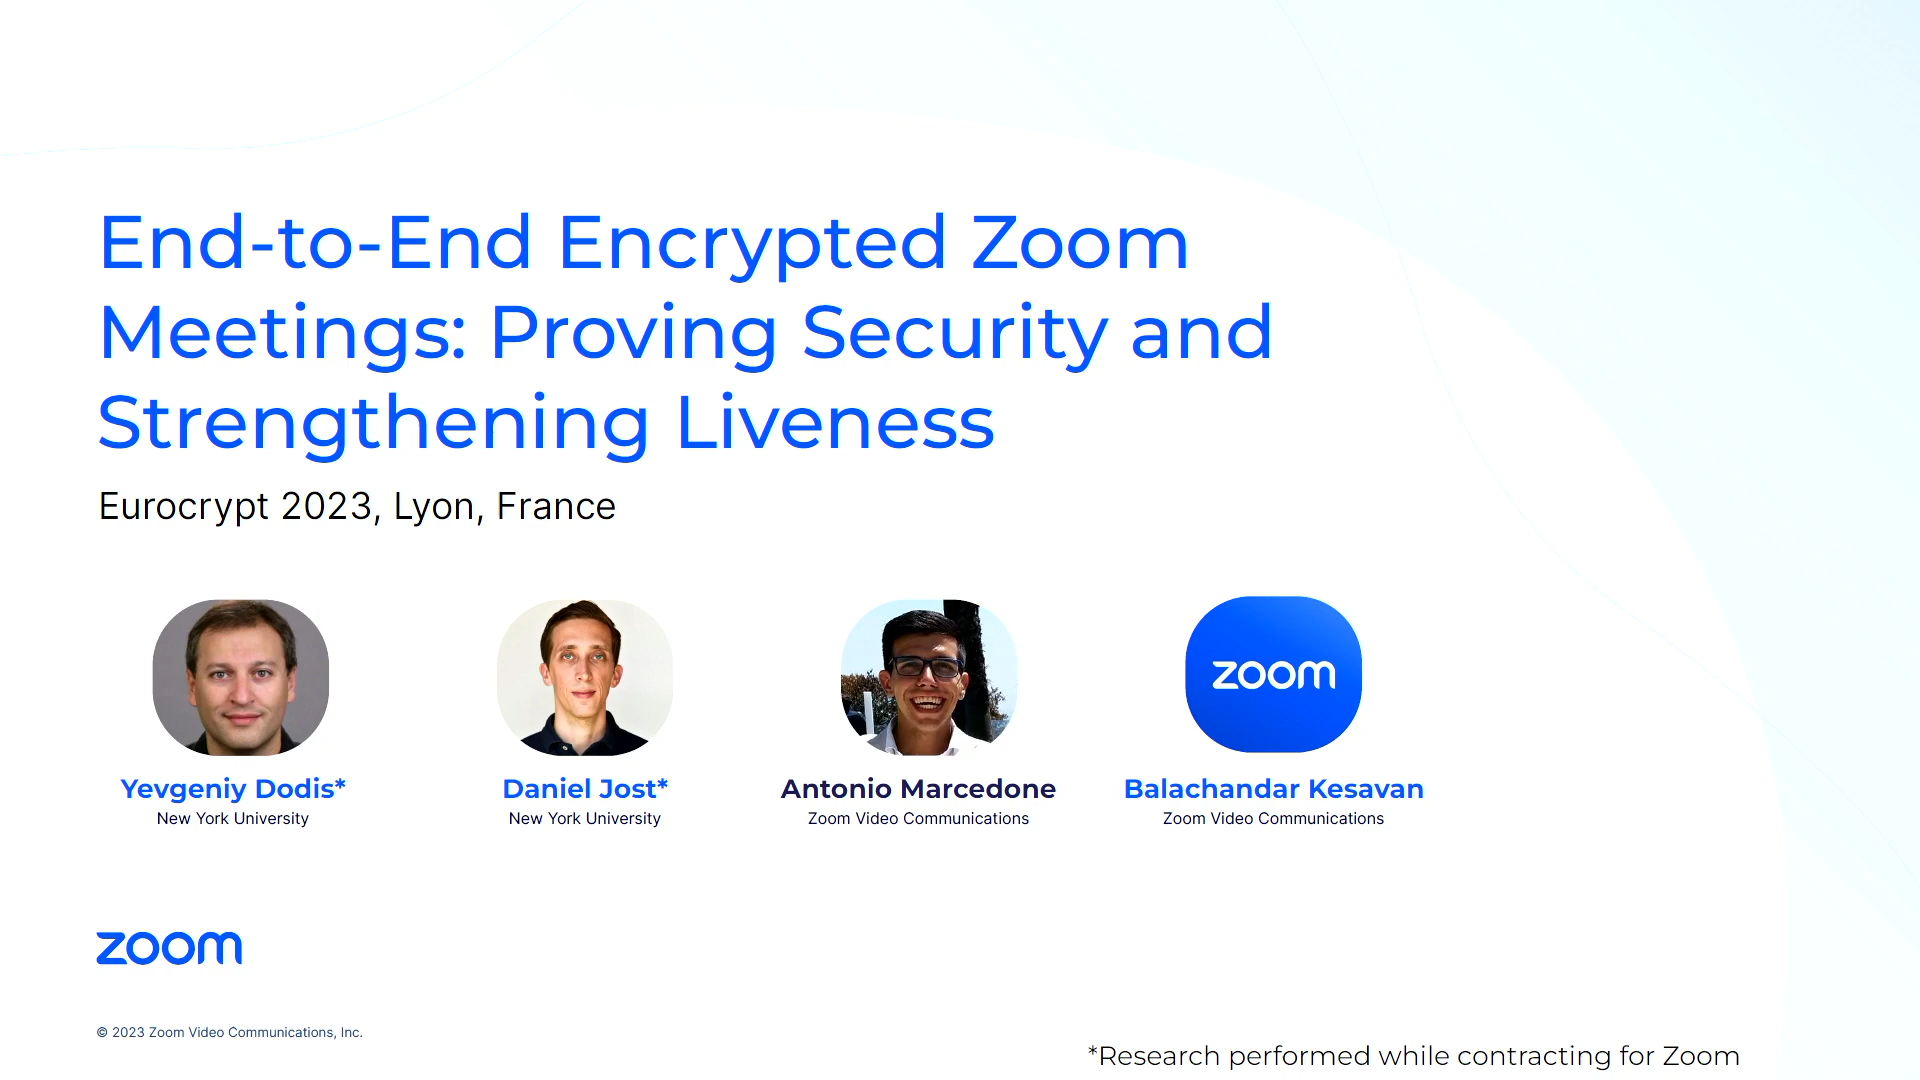 End-to-End Encrypted Zoom
Meetings: Proving Security and
Strengthening Liveness
Eurocrypt 2023, Lyon, France
zoom
Yevgeniy Dodis*
New York University
Daniel Jost*
New York University
Antonio Marcedone
Zoom Video Communications
Balachandar Kesavan
Zoom Video Communications
zoom
© 2023 Zoom Video Communications, Inc.
*Research performed while contracting for Zoom